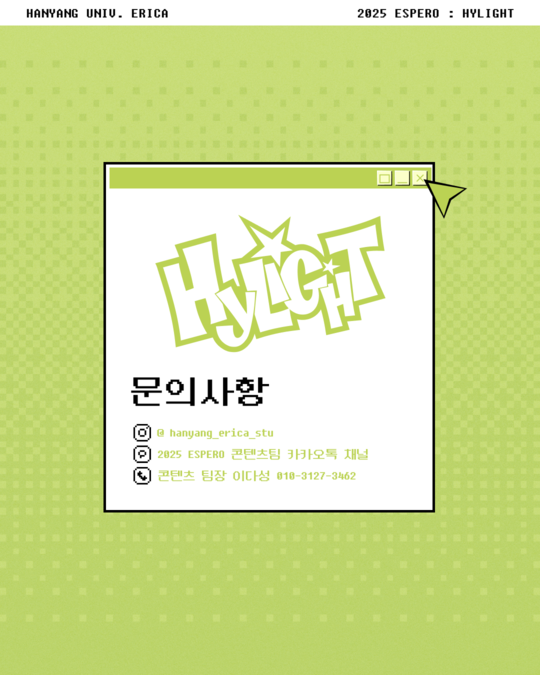 HANYANG UNIV. ERICA
2025 ESPERO : HYLIGHT
HyLIGHT
문의사항
@ hanyang_erica_stu
2025 ESPERO 콘텐츠팀 카카오톡 채널
콘텐츠 팀장 이다성 010-3127-3462